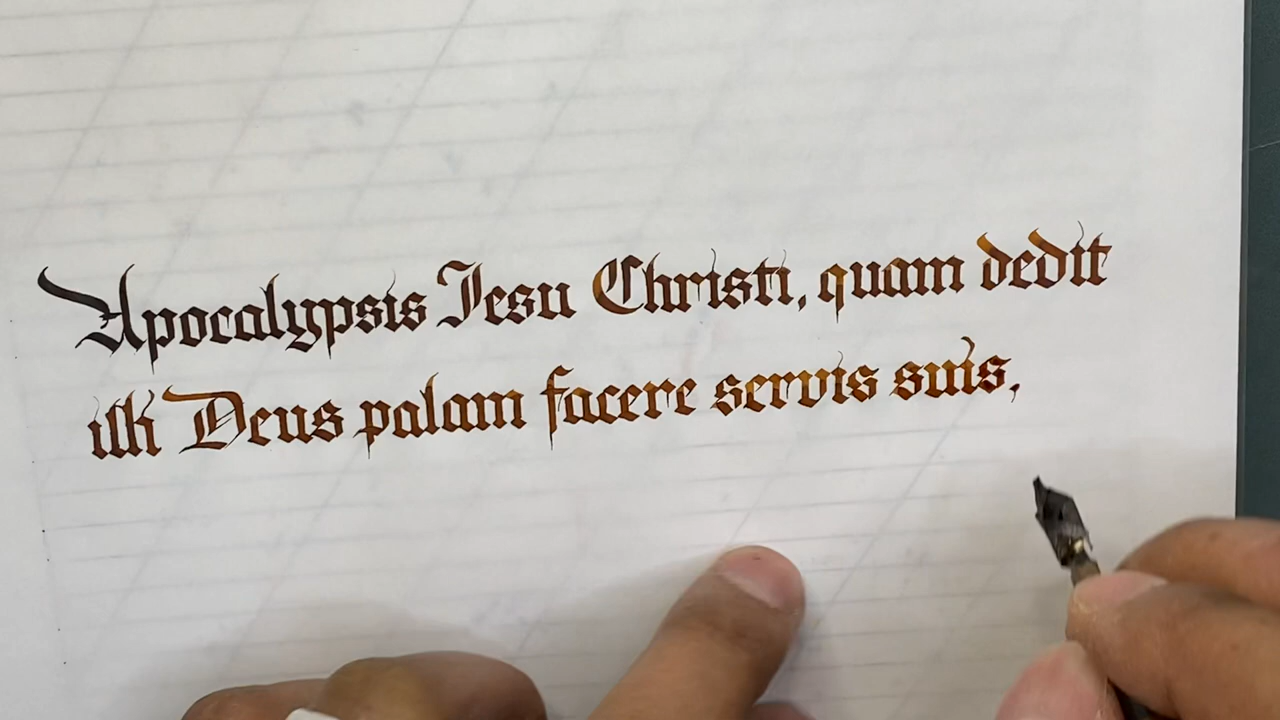 Apocalypsis Jesu Christi, quam dedit
illi Deus palam facere servis suis,